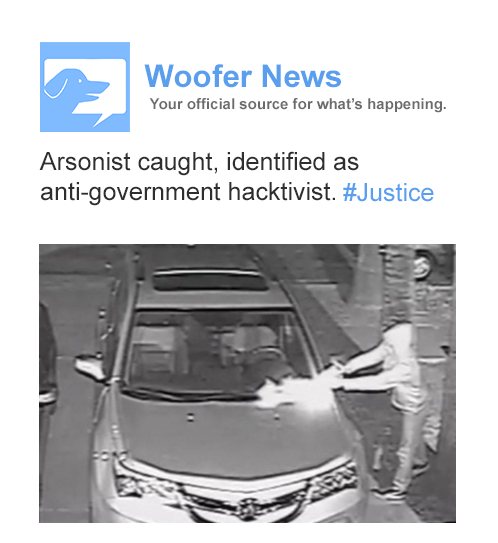 Woofer News
Your official source for what's happening.
Arsonist caught, identified as
anti-government hacktivist. #Justice